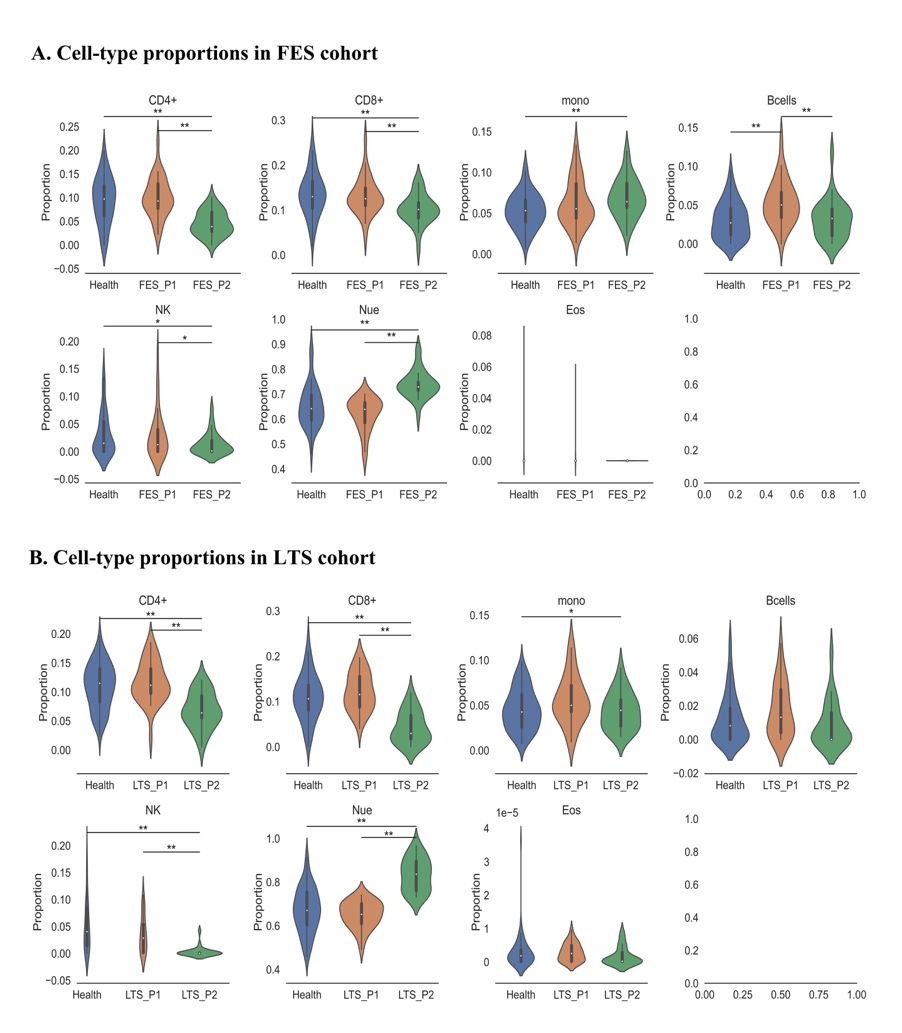 A. Cell-type proportions in FES cohort
CD4+
Proportion
0.25
0.20
0.15
0.10
0.05
0.00
−0.05
**
**
Health FES_P1 FES_P2
CD8+
Proportion
0.3
0.2
0.1
0.0
**
**
Health FES_P1 FES_P2
mono
Proportion
0.15
0.10
0.05
0.00
**
Health FES_P1 FES_P2
Bcells
Proportion
0.15
0.10
0.05
0.00
**
**
Health FES_P1 FES_P2
NK
Proportion
0.20
0.15
0.10
0.05
0.00
−0.05
*
*
Health FES_P1 FES_P2
Nue
Proportion
1.0
0.9
0.8
0.7
0.6
0.5
0.4
**
**
Health FES_P1 FES_P2
Eos
Proportion
0.08
0.06
0.04
0.02
0.00
Health FES_P1 FES_P2
1.0
0.8
0.6
0.4
0.2
0.0
0.0 0.2 0.4 0.6 0.8 1.0
B. Cell-type proportions in LTS cohort
CD4+
Proportion
0.20
0.15
0.10
0.05
0.00
**
**
Health LTS_P1 LTS_P2
CD8+
Proportion
0.3
0.2
0.1
0.0
**
**
Health LTS_P1 LTS_P2
mono
Proportion
0.15
0.10
0.05
0.00
*
Health LTS_P1 LTS_P2
Bcells
Proportion
0.06
0.04
0.02
0.00
−0.02
Health LTS_P1 LTS_P2
NK
Proportion
0.20
0.15
0.10
0.05
0.00
−0.05
**
**
Health LTS_P1 LTS_P2
Nue
Proportion
1.0
0.8
0.6
0.4
**
**
Health LTS_P1 LTS_P2
Eos
1e−5
Proportion
4
3
2
1
0
Health LTS_P1 LTS_P2
1.0
0.8
0.6
0.4
0.2
0.0
0.00 0.25 0.50 0.75 1.00